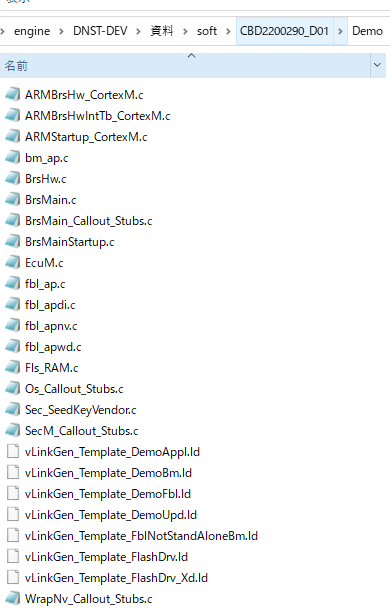 engine > DNST-DEV > 資料 > soft > CBD2200290_D01 > Demo
名前
ARMBrsHw_CortexM.c
ARMBrsHwIntTb_CortexM.c
ARMStartup_CortexM.c
bm_ap.c
BrsHw.c
BrsMain.c
BrsMain_Callout_Stubs.c
BrsMainStartup.c
EcuM.c
fbl_ap.c
fbl_apdi.c
fbl_apnv.c
fbl_apwd.c
Fls_RAM.c
Os_Callout_Stubs.c
Sec_SeedKeyVendor.c
SecM_Callout_Stubs.c
vLinkGen_Template_DemoAppl.ld
vLinkGen_Template_DemoBm.ld
vLinkGen_Template_DemoFbl.ld
vLinkGen_Template_DemoUpd.ld
vLinkGen_Template_FblNotStandAloneBm.ld
vLinkGen_Template_FlashDrv.ld
vLinkGen_Template_FlashDrv_Xd.ld
WrapNv_Callout_Stubs.c